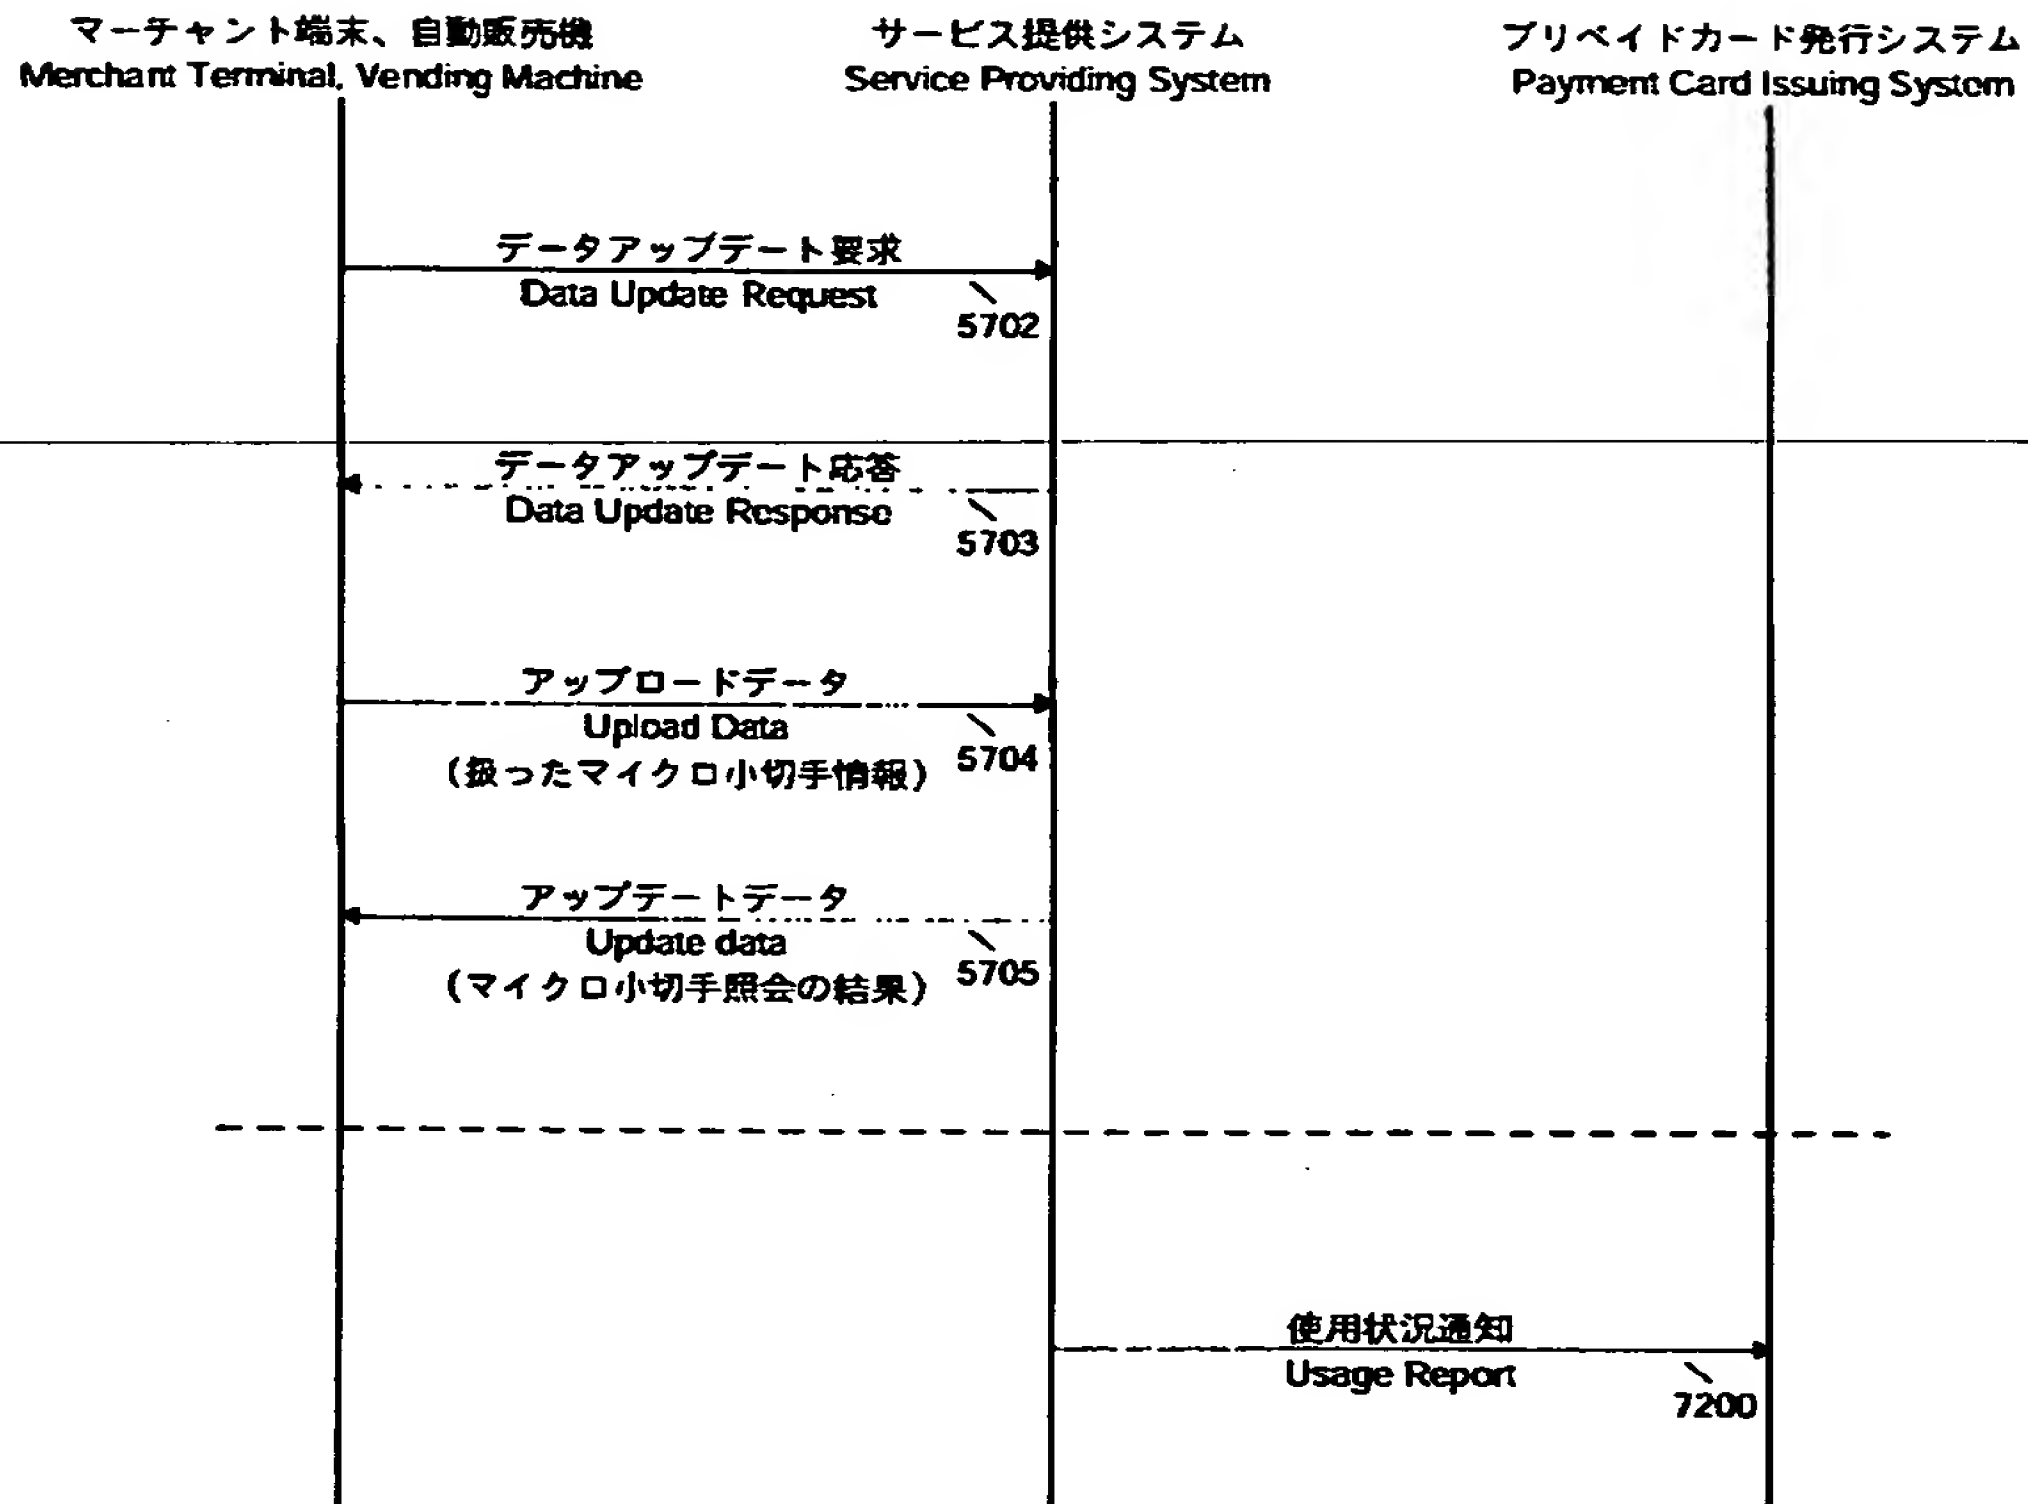 マーチャント端末、自動販売機
Merchant Terminal, Vending Machine
サービス提供システム
Service Providing System
プリペイドカード発行システム
Payment Card Issuing System
データアップデート要求
Data Update Request
5702
データアップデート応答
Data Update Response
5703
アップロードデータ
Upload Data
(扱ったマイクロ小切手情報)
5704
アップデートデータ
Update data
(マイクロ小切手照会の結果)
5705
使用状況通知
Usage Report
7200